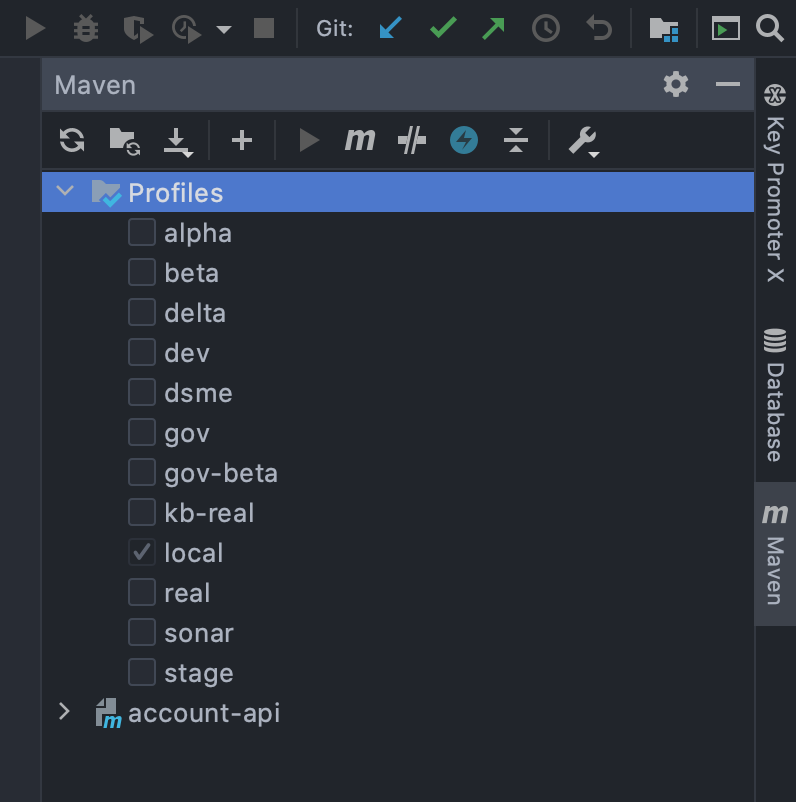 Git:
Maven
m
Profiles
alpha
beta
delta
dev
dsme
gov
gov-beta
kb-real
local
real
sonar
stage
m account-api
Key Promoter X
Database
m Maven